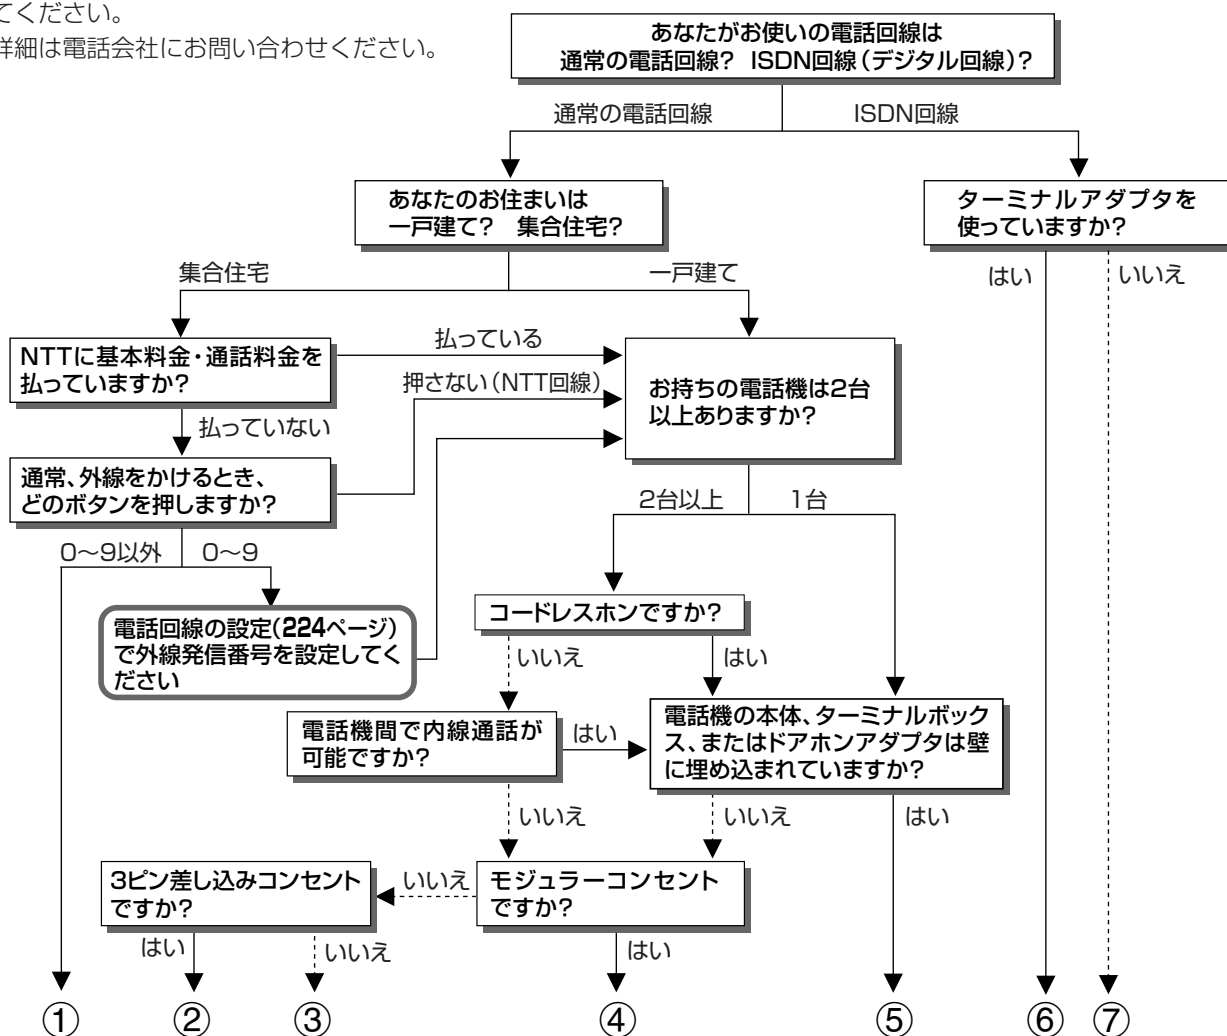 てください。
詳細は電話会社にお問い合わせください。
あなたがお使いの電話回線は
通常の電話回線? ISDN回線(デジタル回線)?
通常の電話回線
ISDN回線
あなたのお住まいは
一戸建て? 集合住宅?
ターミナルアダプタを
使っていますか?
集合住宅
一戸建て
はい
いいえ
NTTに基本料金・通話料金を
払っていますか?
払っている
押さない(NTT回線)
お持ちの電話機は2台
以上ありますか?
払っていない
通常、外線をかけるとき、
どのボタンを押しますか?
2台以上
1台
0〜9以外
0〜9
電話回線の設定(224ページ)
で外線発信番号を設定してく
ださい
コードレスホンですか?
いいえ
はい
電話機間で内線通話が
可能ですか?
はい
電話機の本体、ターミナルボック
ス、またはドアホンアダプタは壁
に埋め込まれていますか?
いいえ
いいえ
はい
3ピン差し込みコンセント
ですか?
いいえ
モジュラーコンセント
ですか?
はい
いいえ
はい
①
②
③
④
⑤
⑥
⑦